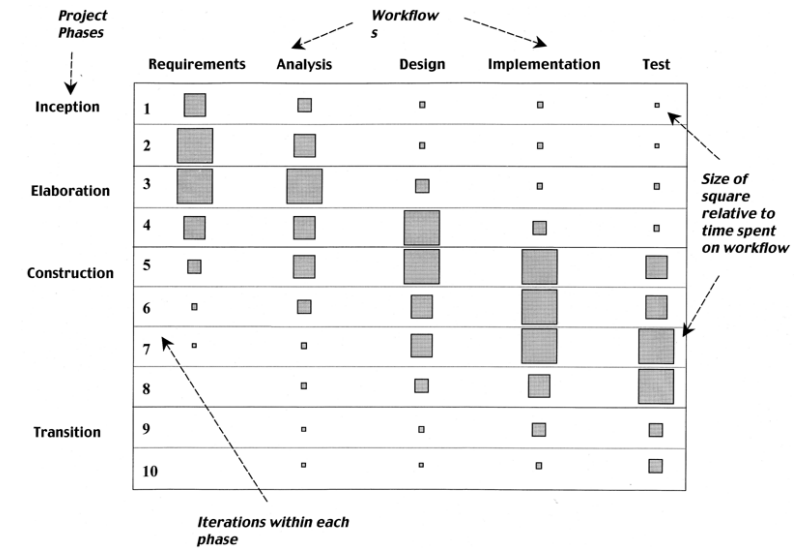 Project
Phases
Workflow
s
Requirements Analysis Design Implementation Test
Inception 1
2
Elaboration 3
4
Construction 5
6
7
8
Transition 9
10
Size of
square
relative to
time spent
on workflow
Iterations within each
phase